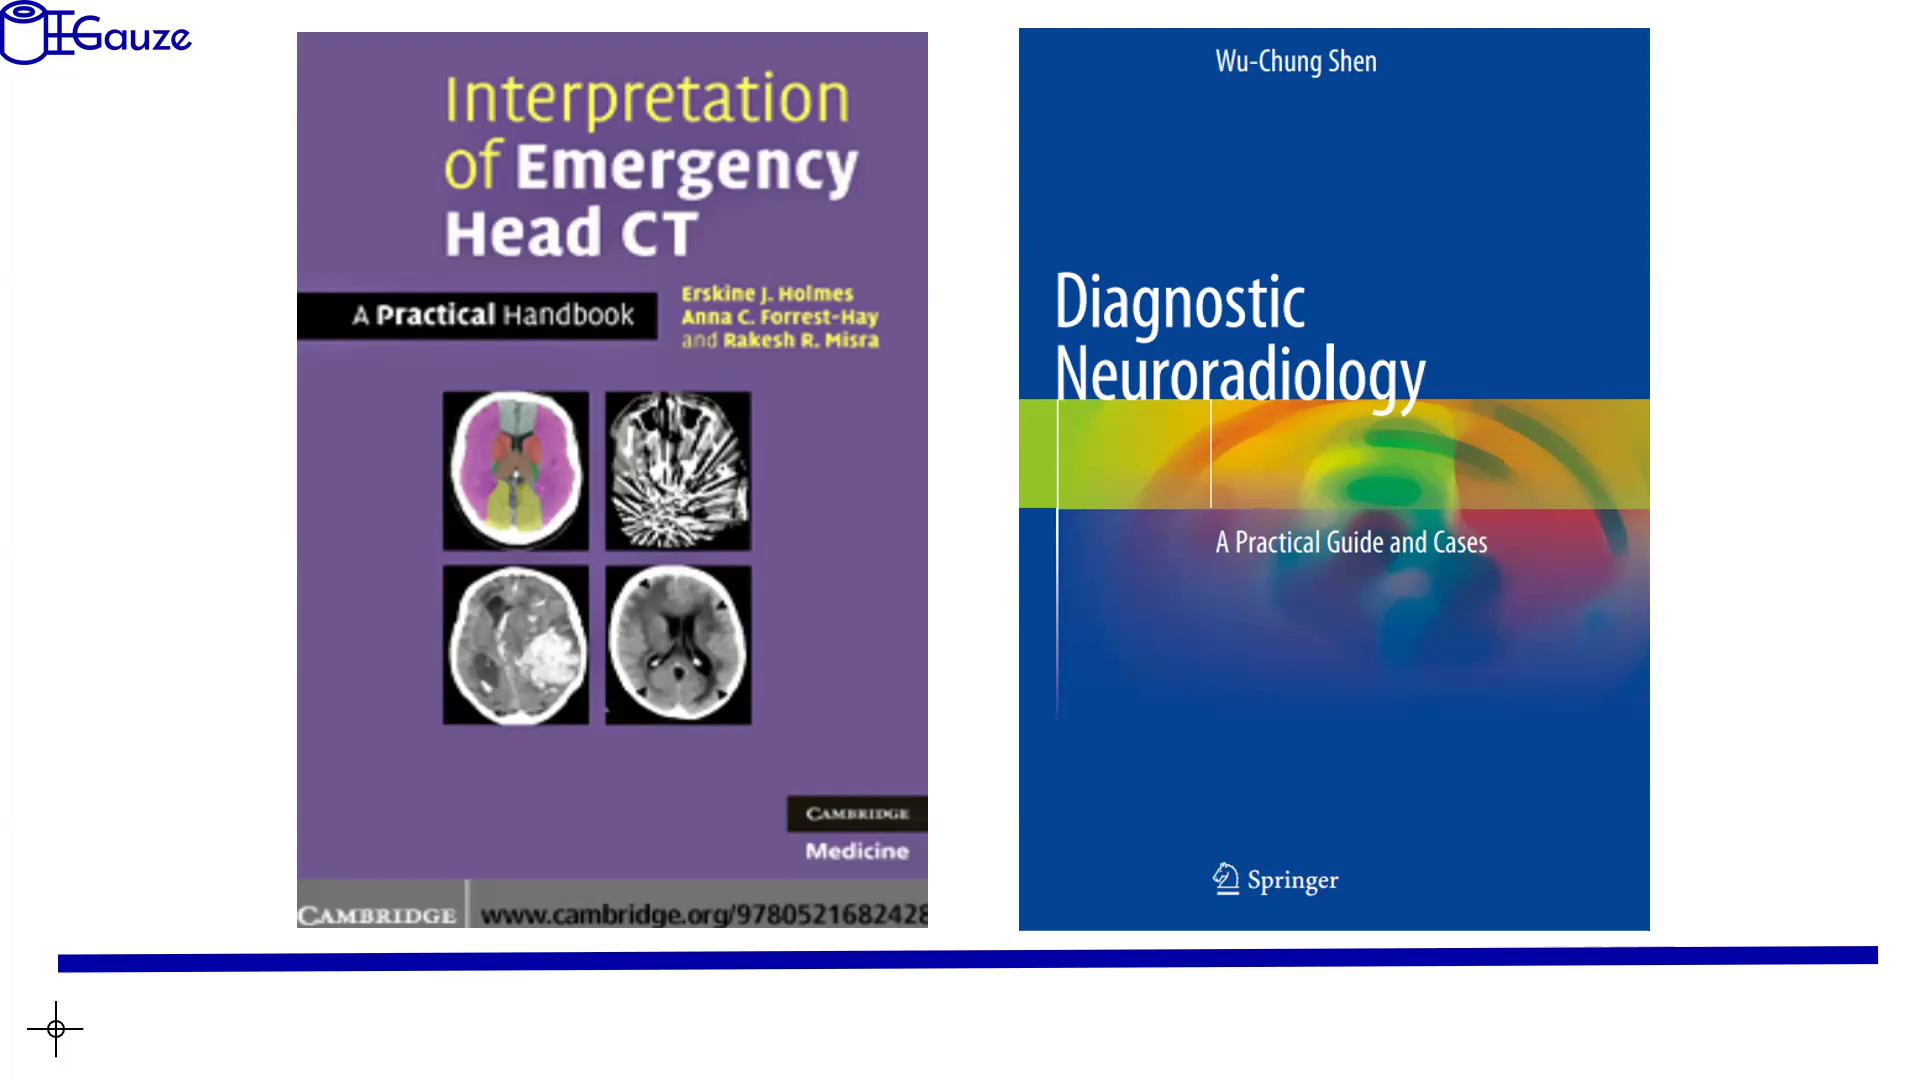 Gauze
Interpretation
of Emergency
Head CT
A Practical Handbook
Erskine J. Holmes
Anna C. Forrest-Hay
and Rakesh R. Misra
CAMBRIDGE
Medicine
CAMBRIDGE
www.cambridge.org/9780521682428
Wu-Chung Shen
Diagnostic
Neuroradiology
A Practical Guide and Cases
Springer